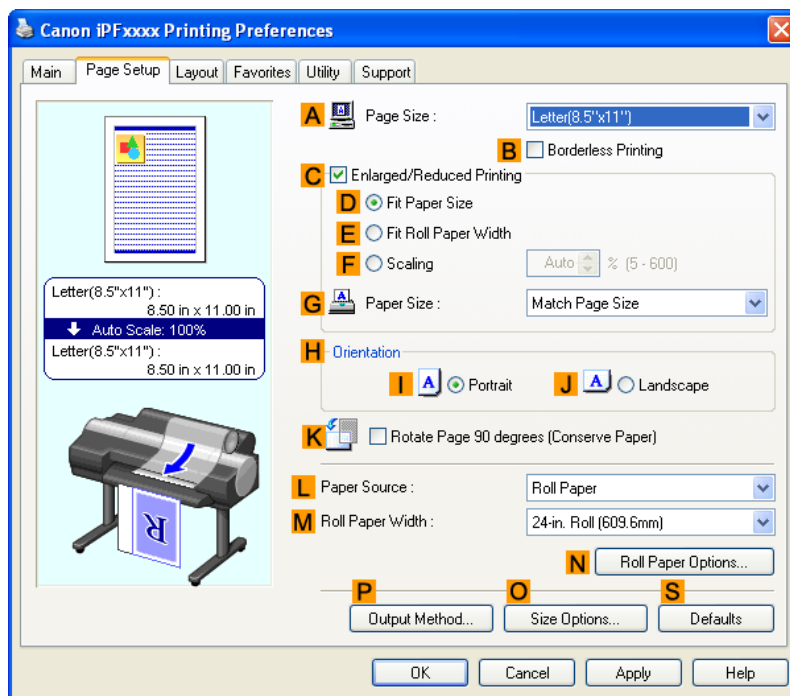 Canon iPFxxxx Printing Preferences
Main Page Setup Layout Favorites Utility Support
A Page Size : Letter(8.5"x11")
B Borderless Printing
C Enlarged/Reduced Printing
D Fit Paper Size
E Fit Roll Paper Width
F Scaling Auto % (5 - 600)
G Paper Size : Match Page Size
Letter(8.5"x11") :
8.50 in x 11.00 in
Auto Scale: 100%
Letter(8.5"x11") :
8.50 in x 11.00 in
H Orientation
I A Portrait J A Landscape
K Rotate Page 90 degrees (Conserve Paper)
L Paper Source : Roll Paper
M Roll Paper Width : 24-in. Roll (609.6mm)
N Roll Paper Options...
R
P O S
Output Method... Size Options... Defaults
OK Cancel Apply Help